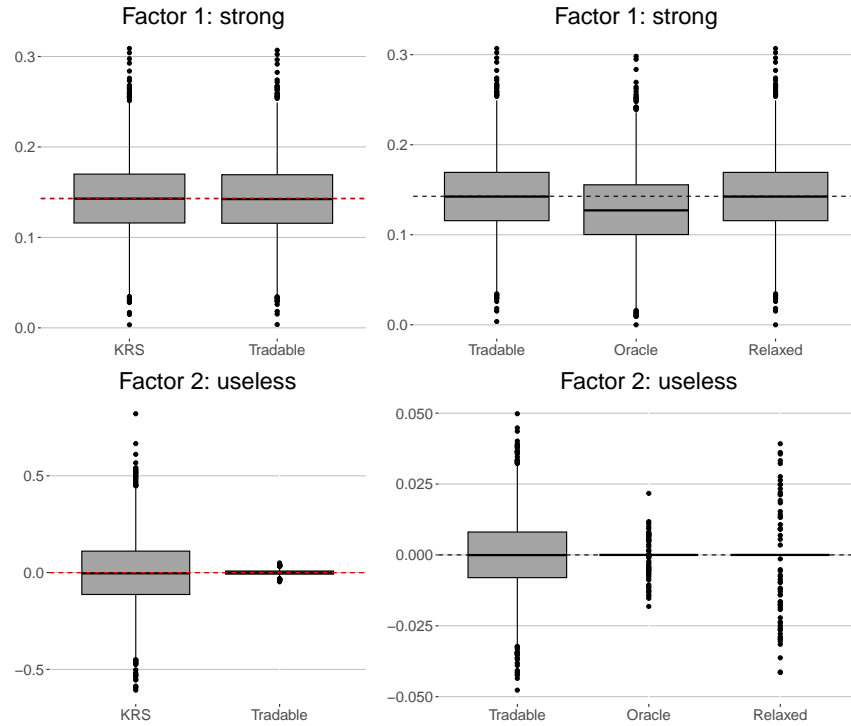 Factor 1: strong
0.3
0.2
0.1
0.0
KRS Tradable
Factor 1: strong
0.3
0.2
0.1
0.0
Tradable Oracle Relaxed
Factor 2: useless
0.5
0.0
−0.5
KRS Tradable
Factor 2: useless
0.050
0.025
0.000
−0.025
−0.050
Tradable Oracle Relaxed